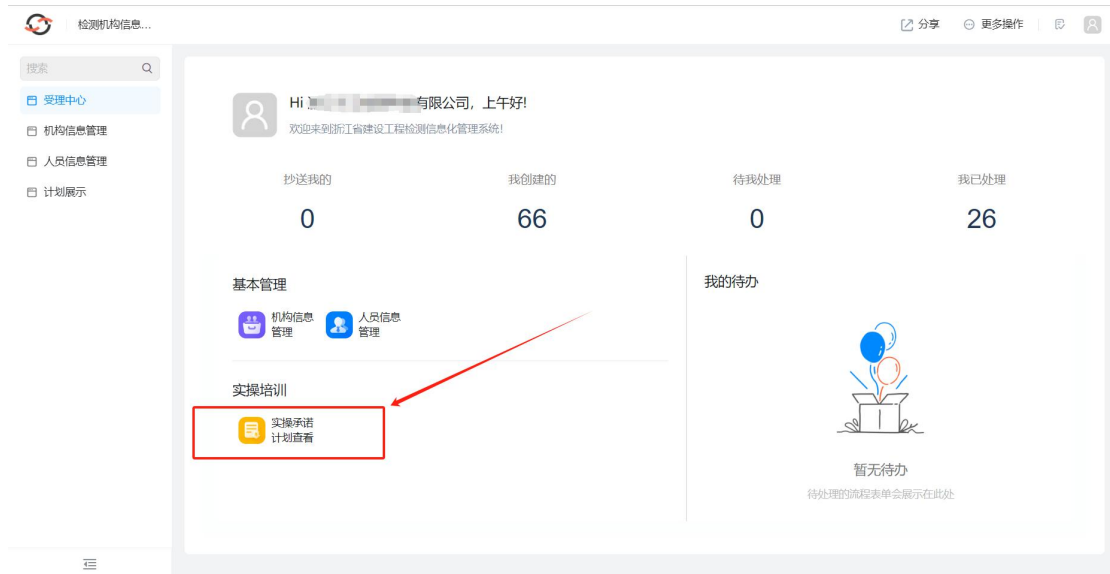 检测机构信息...
分享
更多操作
搜索
受理中心
机构信息管理
人员信息管理
计划展示
Hi 有限公司，上午好!
欢迎来到浙江省建设工程检测信息化管理系统!
抄送我的
我创建的
待我处理
我已处理
0
66
0
26
基本管理
机构信息
管理
人员信息
管理
实操培训
实操承诺
计划查看
我的待办
暂无待办
待处理的流程表单会展示在此处